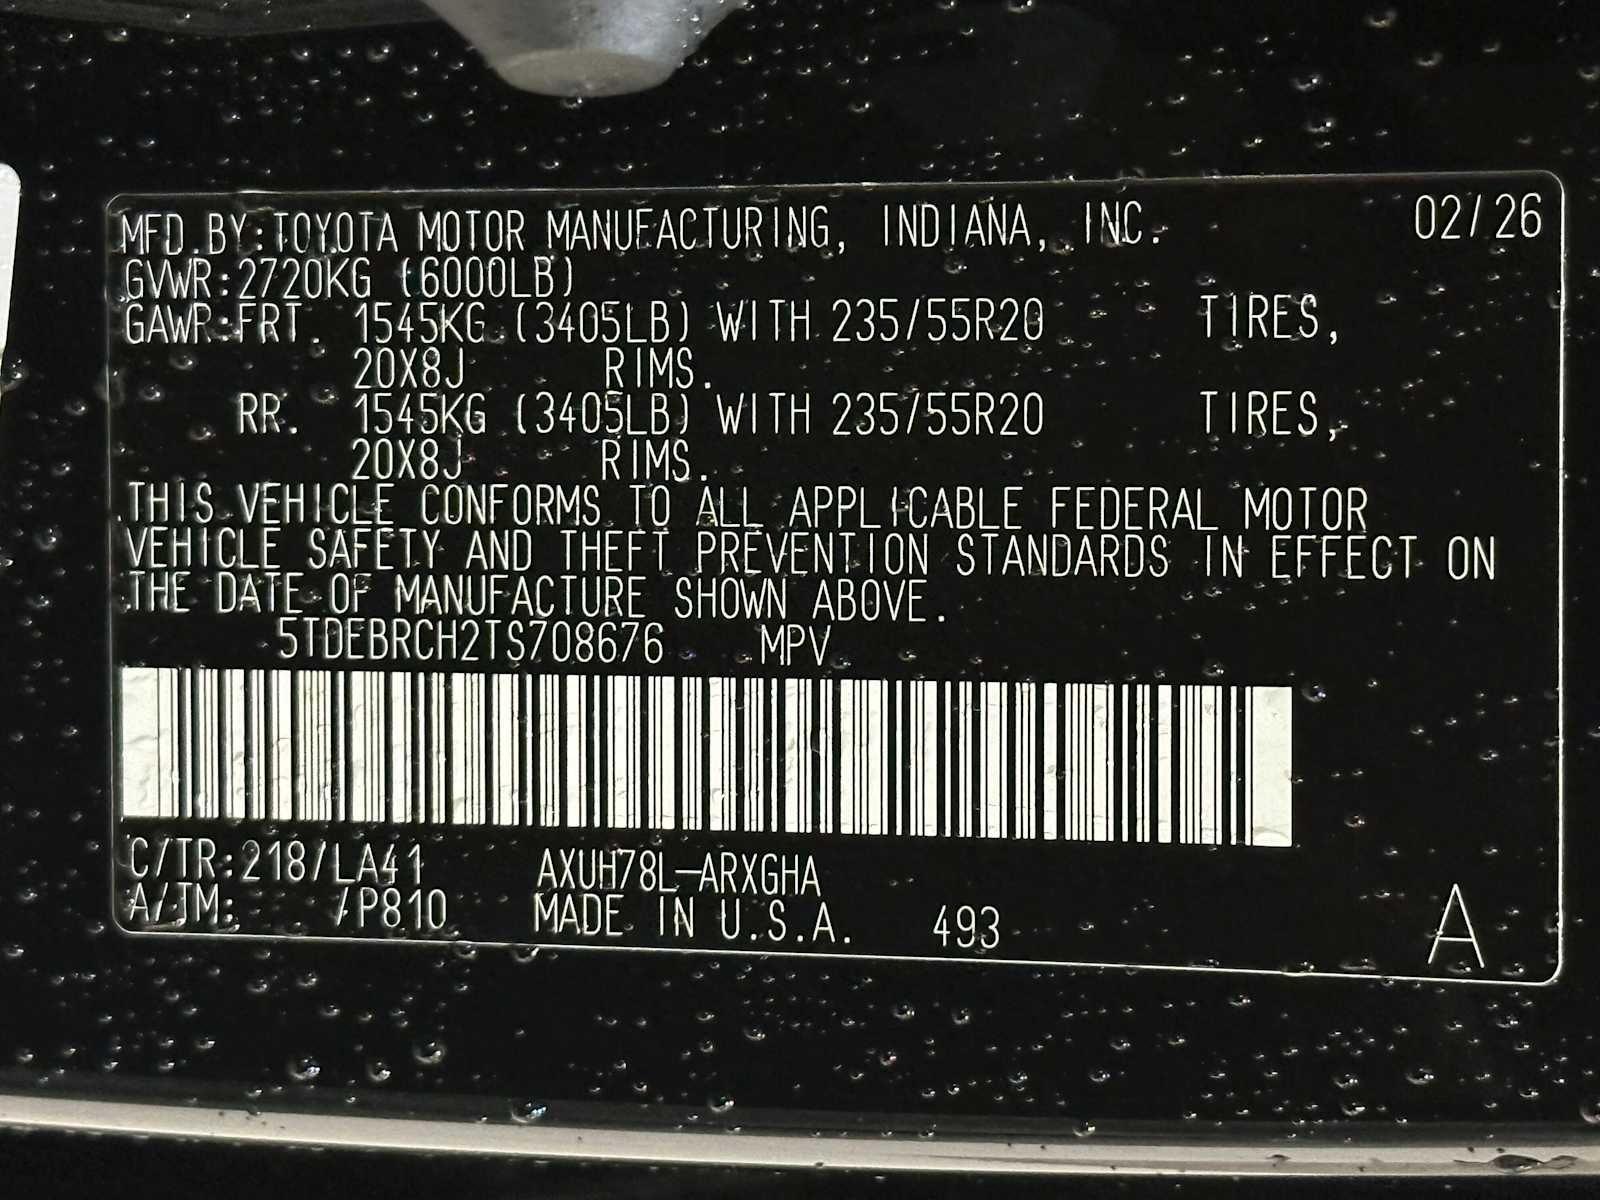 MFD.BY:TOYOTA MOTOR MANUFACTURING, INDIANA, INC. 02/26
GVWR:2720KG (6000LB)
GAWR:FRT. 1545KG (3405LB) WITH 235/55R20 TIRES,
20X8J RIMS.
RR. 1545KG (3405LB) WITH 235/55R20 TIRES,
20X8J RIMS.
THIS VEHICLE CONFORMS TO ALL APPLICABLE FEDERAL MOTOR
VEHICLE SAFETY AND THEFT PREVENTION STANDARDS IN EFFECT ON
THE DATE OF MANUFACTURE SHOWN ABOVE.
5TDEBRCH2TS708676 MPV
C/TR:218/LA41 AXUH78L-ARXGHA
A/TM: /P810 MADE IN U.S.A. 493 A